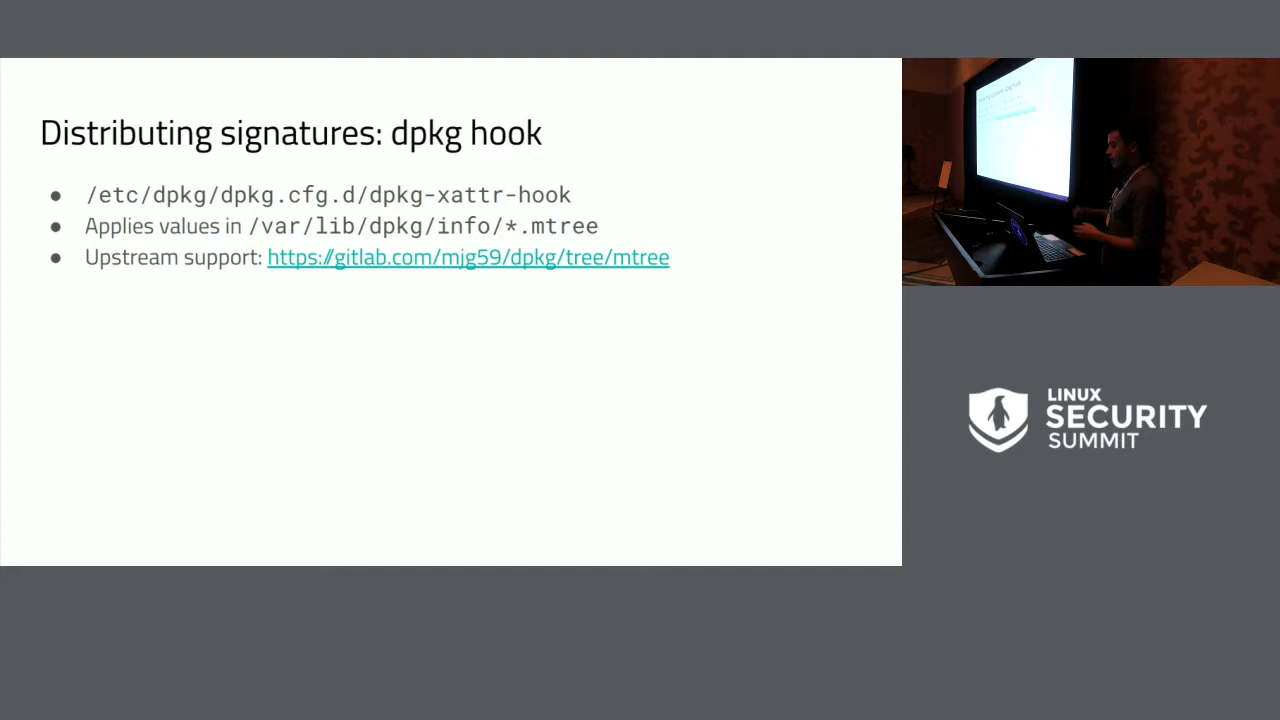 Distributing signatures: dpkg hook
● /etc/dpkg/dpkg.cfg.d/dpkg-xattr-hook
● Applies values in /var/lib/dpkg/info/*.mtree
● Upstream support: https://gitlab.com/mjg59/dpkg/tree/mtree
LINUX
SECURITY
SUMMIT